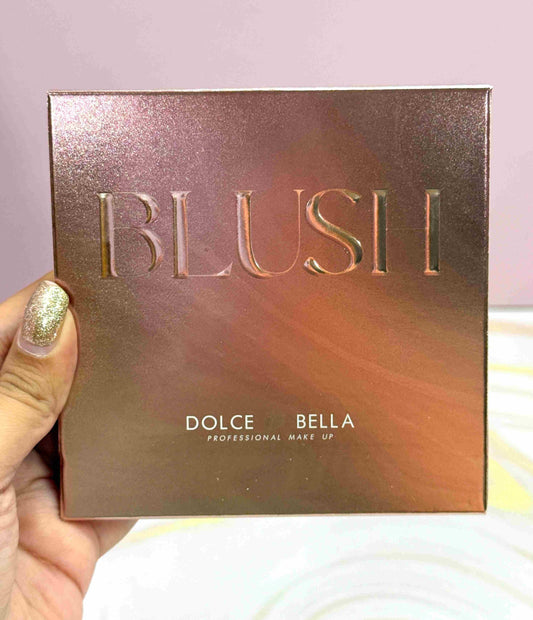 BLUSH
DOLCE BELLA
PROFESSIONAL MAKE UP